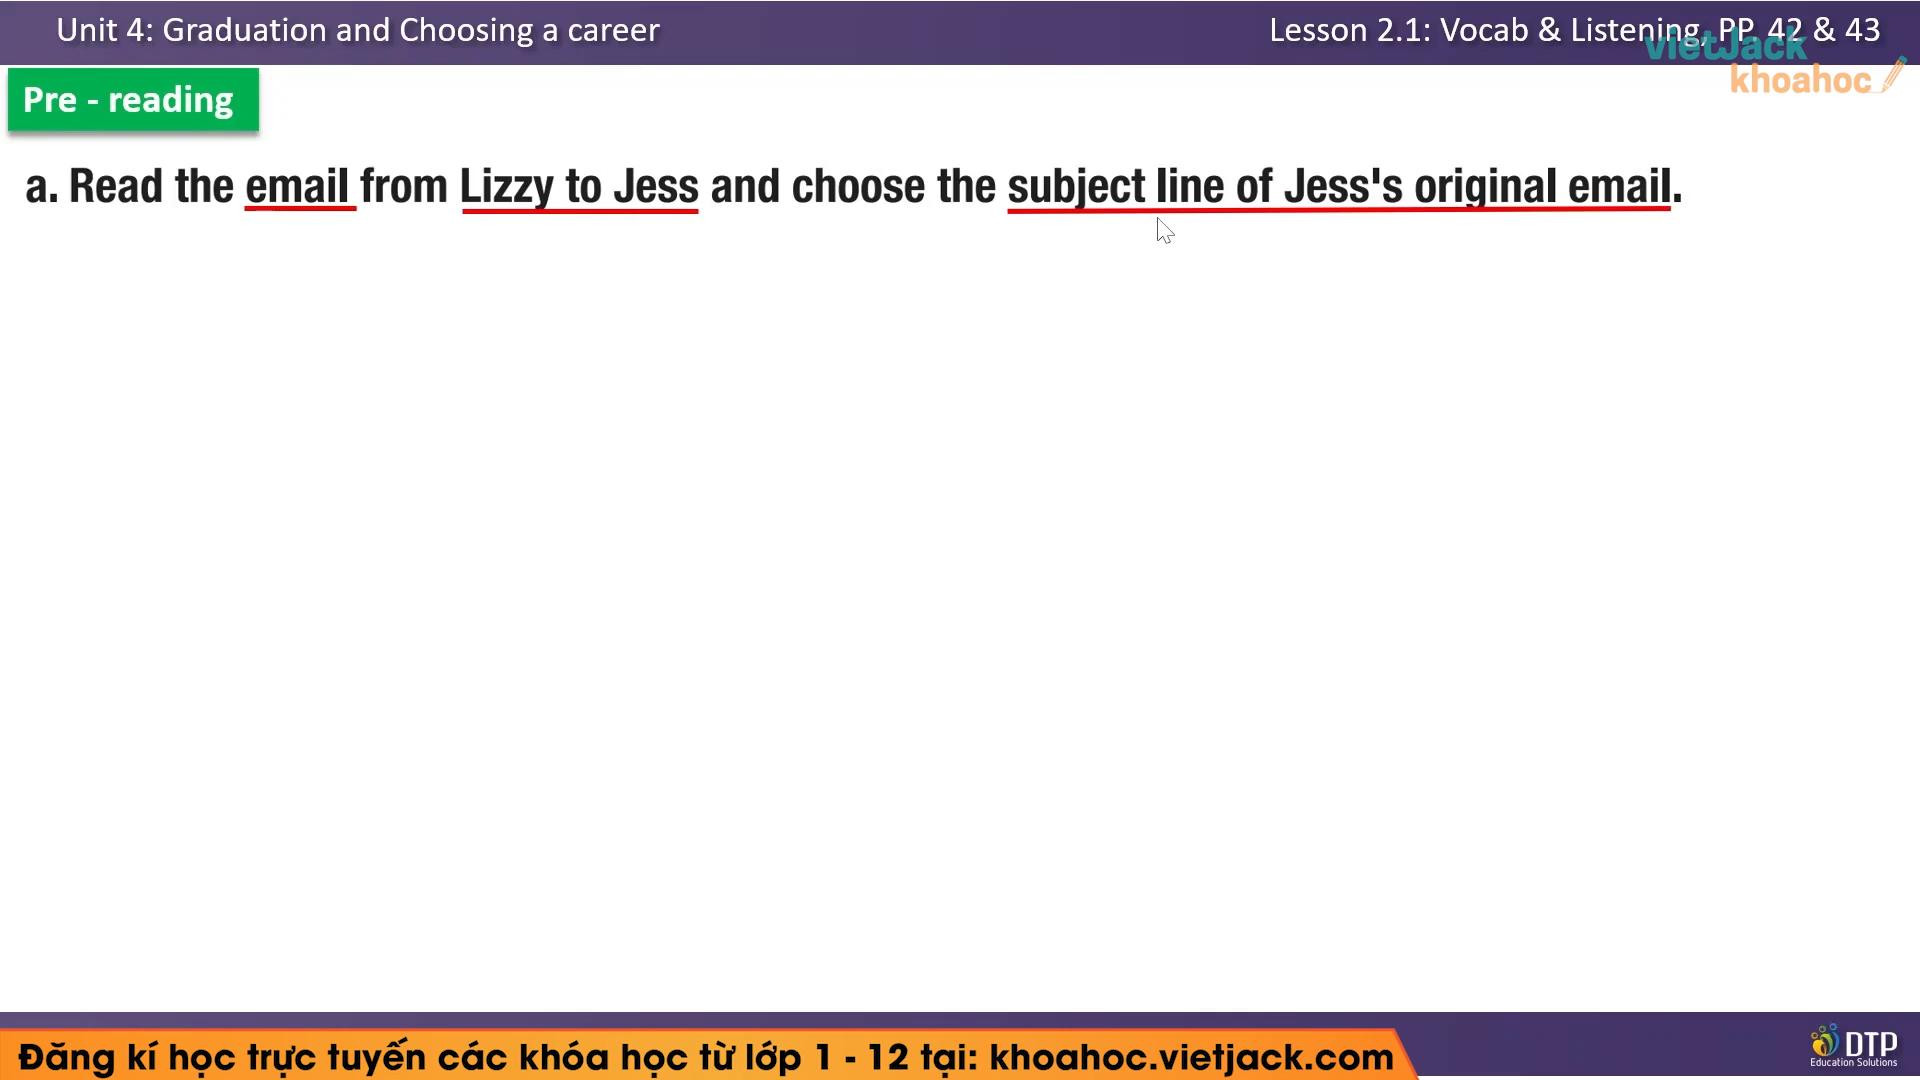 Unit 4: Graduation and Choosing a career
Lesson 2.1: Vocab & Listening, PP. 42 & 43
vietJack
khoahoc
Pre - reading
a. Read the email from Lizzy to Jess and choose the subject line of Jess's original email.
Đăng kí học trực tuyến các khóa học từ lớp 1 - 12 tại: khoahoc.vietjack.com
DTP
Education Solutions